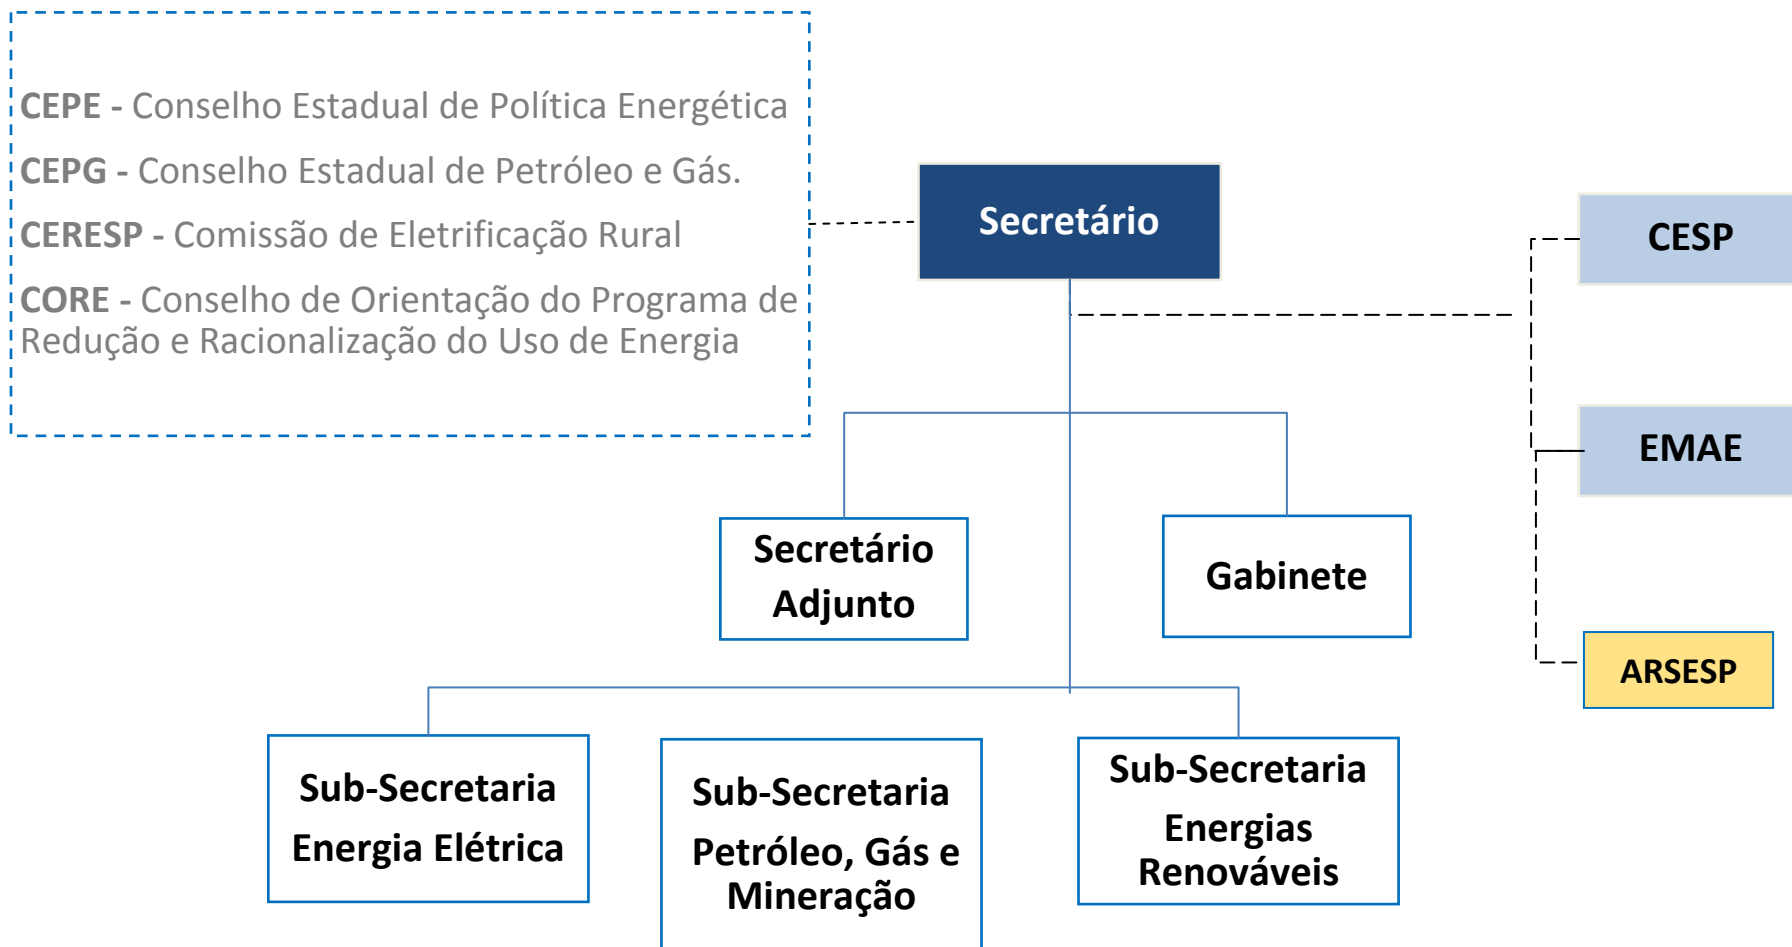 CEPE - Conselho Estadual de Política Energética
CEPG - Conselho Estadual de Petróleo e Gás.
CERESP - Comissão de Eletrificação Rural
CORE - Conselho de Orientação do Programa de
Redução e Racionalização do Uso de Energia
Secretário
CESP
EMAE
ARSESP
Secretário
Adjunto
Gabinete
Sub-Secretaria
Energia Elétrica
Sub-Secretaria
Petróleo, Gás e
Mineração
Sub-Secretaria
Energias
Renováveis